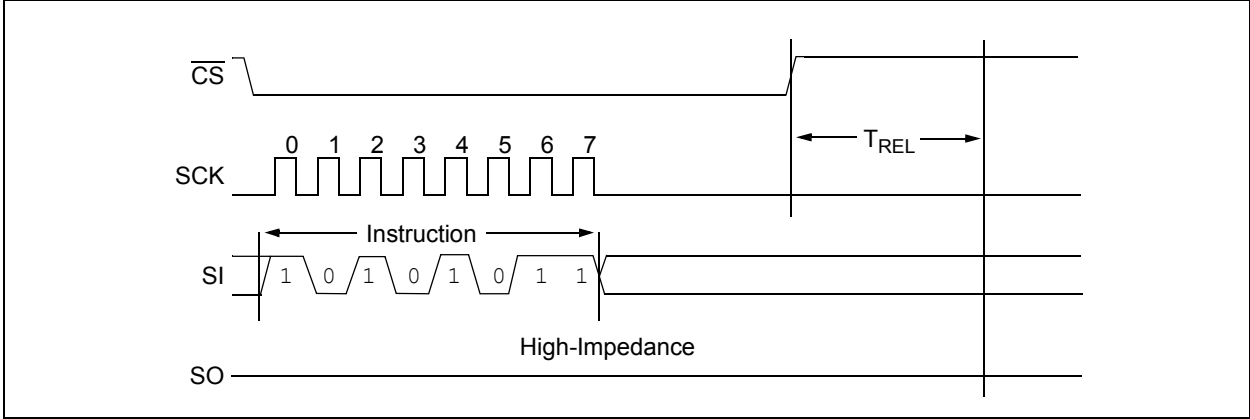 CS
0 1 2 3 4 5 6 7
TREL
SCK
Instruction
SI
1 0 1 0 1 0 1 1
High-Impedance
SO